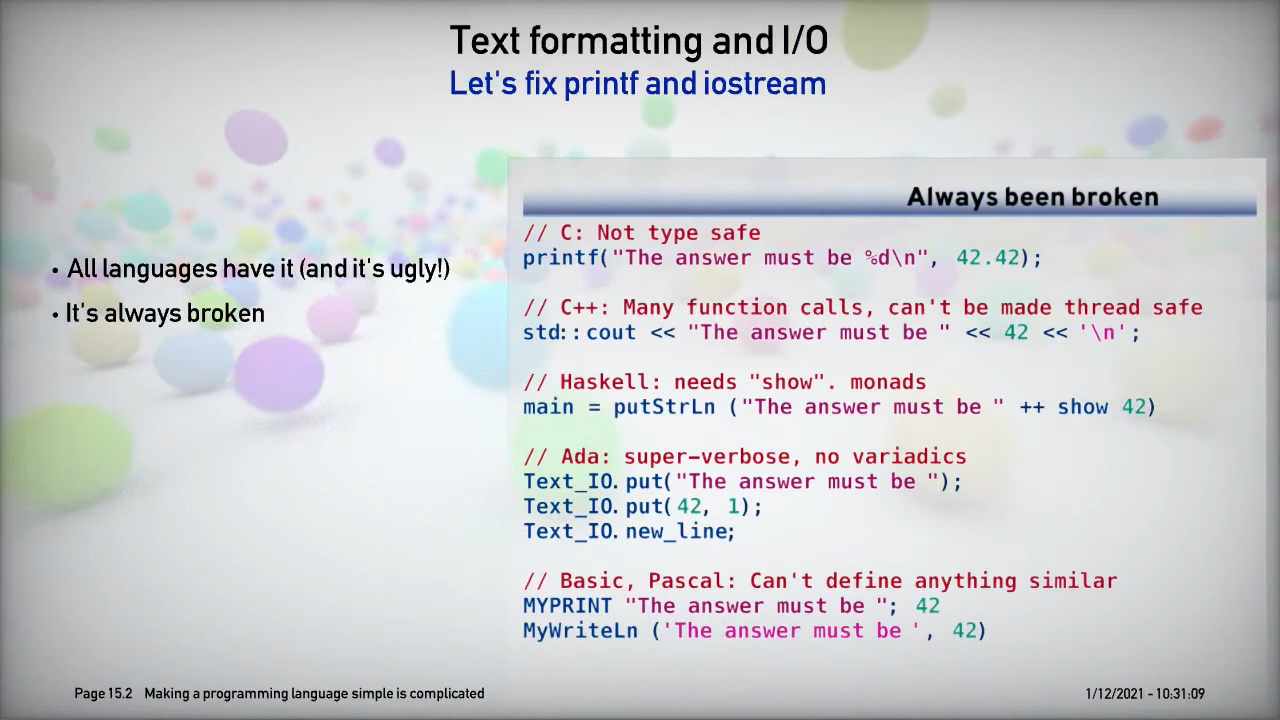 Text formatting and I/O
Let's fix printf and iostream
• All languages have it (and it's ugly!)
• It's always broken
Always been broken
// C: Not type safe
printf("The answer must be %d\n", 42.42);
// C++: Many function calls, can't be made thread safe
std::cout << "The answer must be " << 42 << '\n';
// Haskell: needs "show". monads
main = putStrLn ("The answer must be " ++ show 42)
// Ada: super-verbose, no variadics
Text_IO.put("The answer must be ");
Text_IO.put(42, 1);
Text_IO.new_line;
// Basic, Pascal: Can't define anything similar
MYPRINT "The answer must be "; 42
MyWriteLn ('The answer must be ', 42)
Page 15.2 Making a programming language simple is complicated
1/12/2021 - 10:31:09